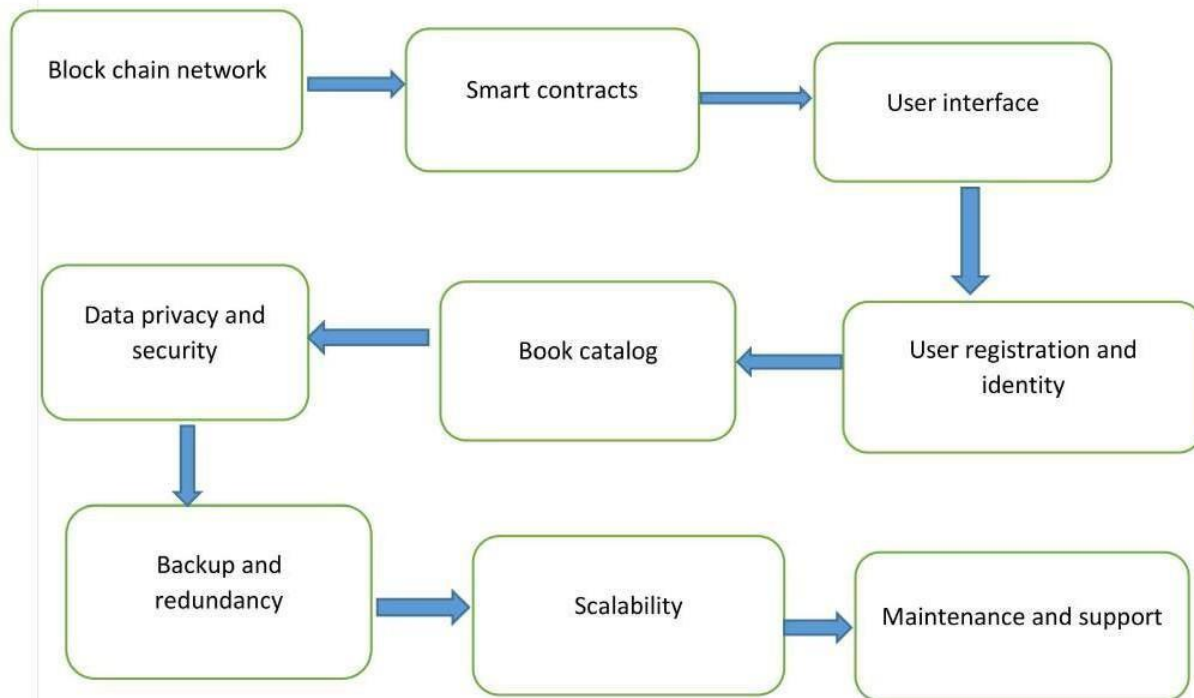 Block chain network
Smart contracts
User interface
User registration and
identity
Book catalog
Data privacy and
security
Backup and
redundancy
Scalability
Maintenance and support